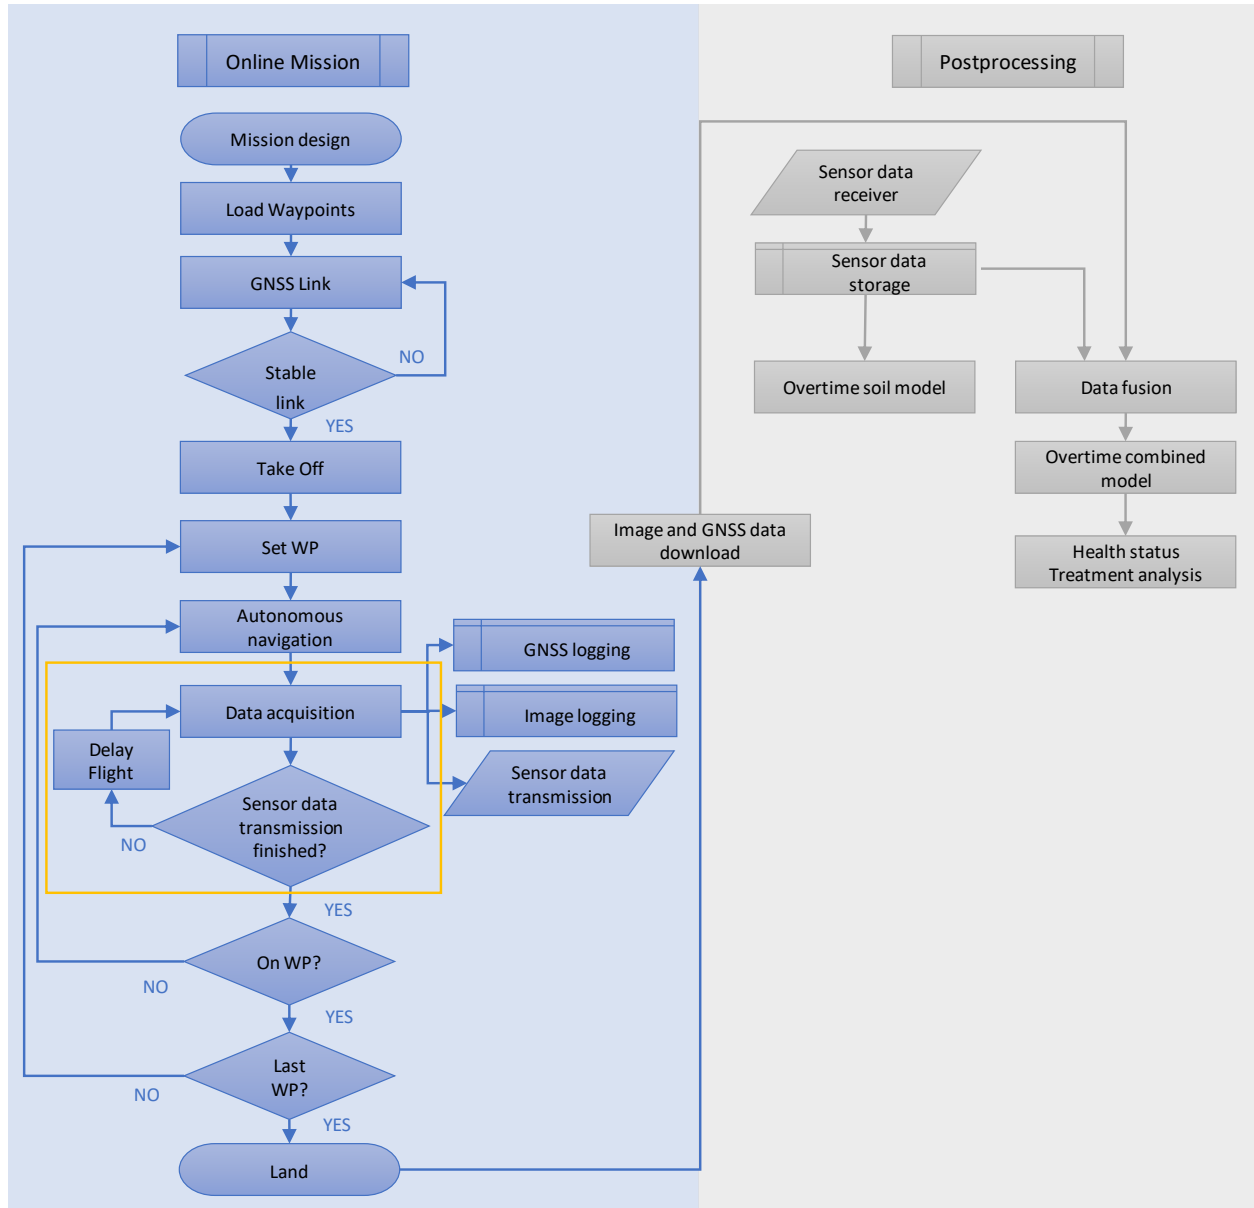 Online Mission
Mission design
Load Waypoints
GNSS Link
NO
Stable
link
YES
Take Off
Set WP
Autonomous
navigation
Data acquisition
GNSS logging
Image logging
Sensor data
transmission
Delay
Flight
Sensor data
transmission
finished?
NO
YES
On WP?
NO
YES
Last
WP?
NO
YES
Land
Image and GNSS data
download
Postprocessing
Sensor data
receiver
Sensor data
storage
Overtime soil model
Data fusion
Overtime combined
model
Health status
Treatment analysis